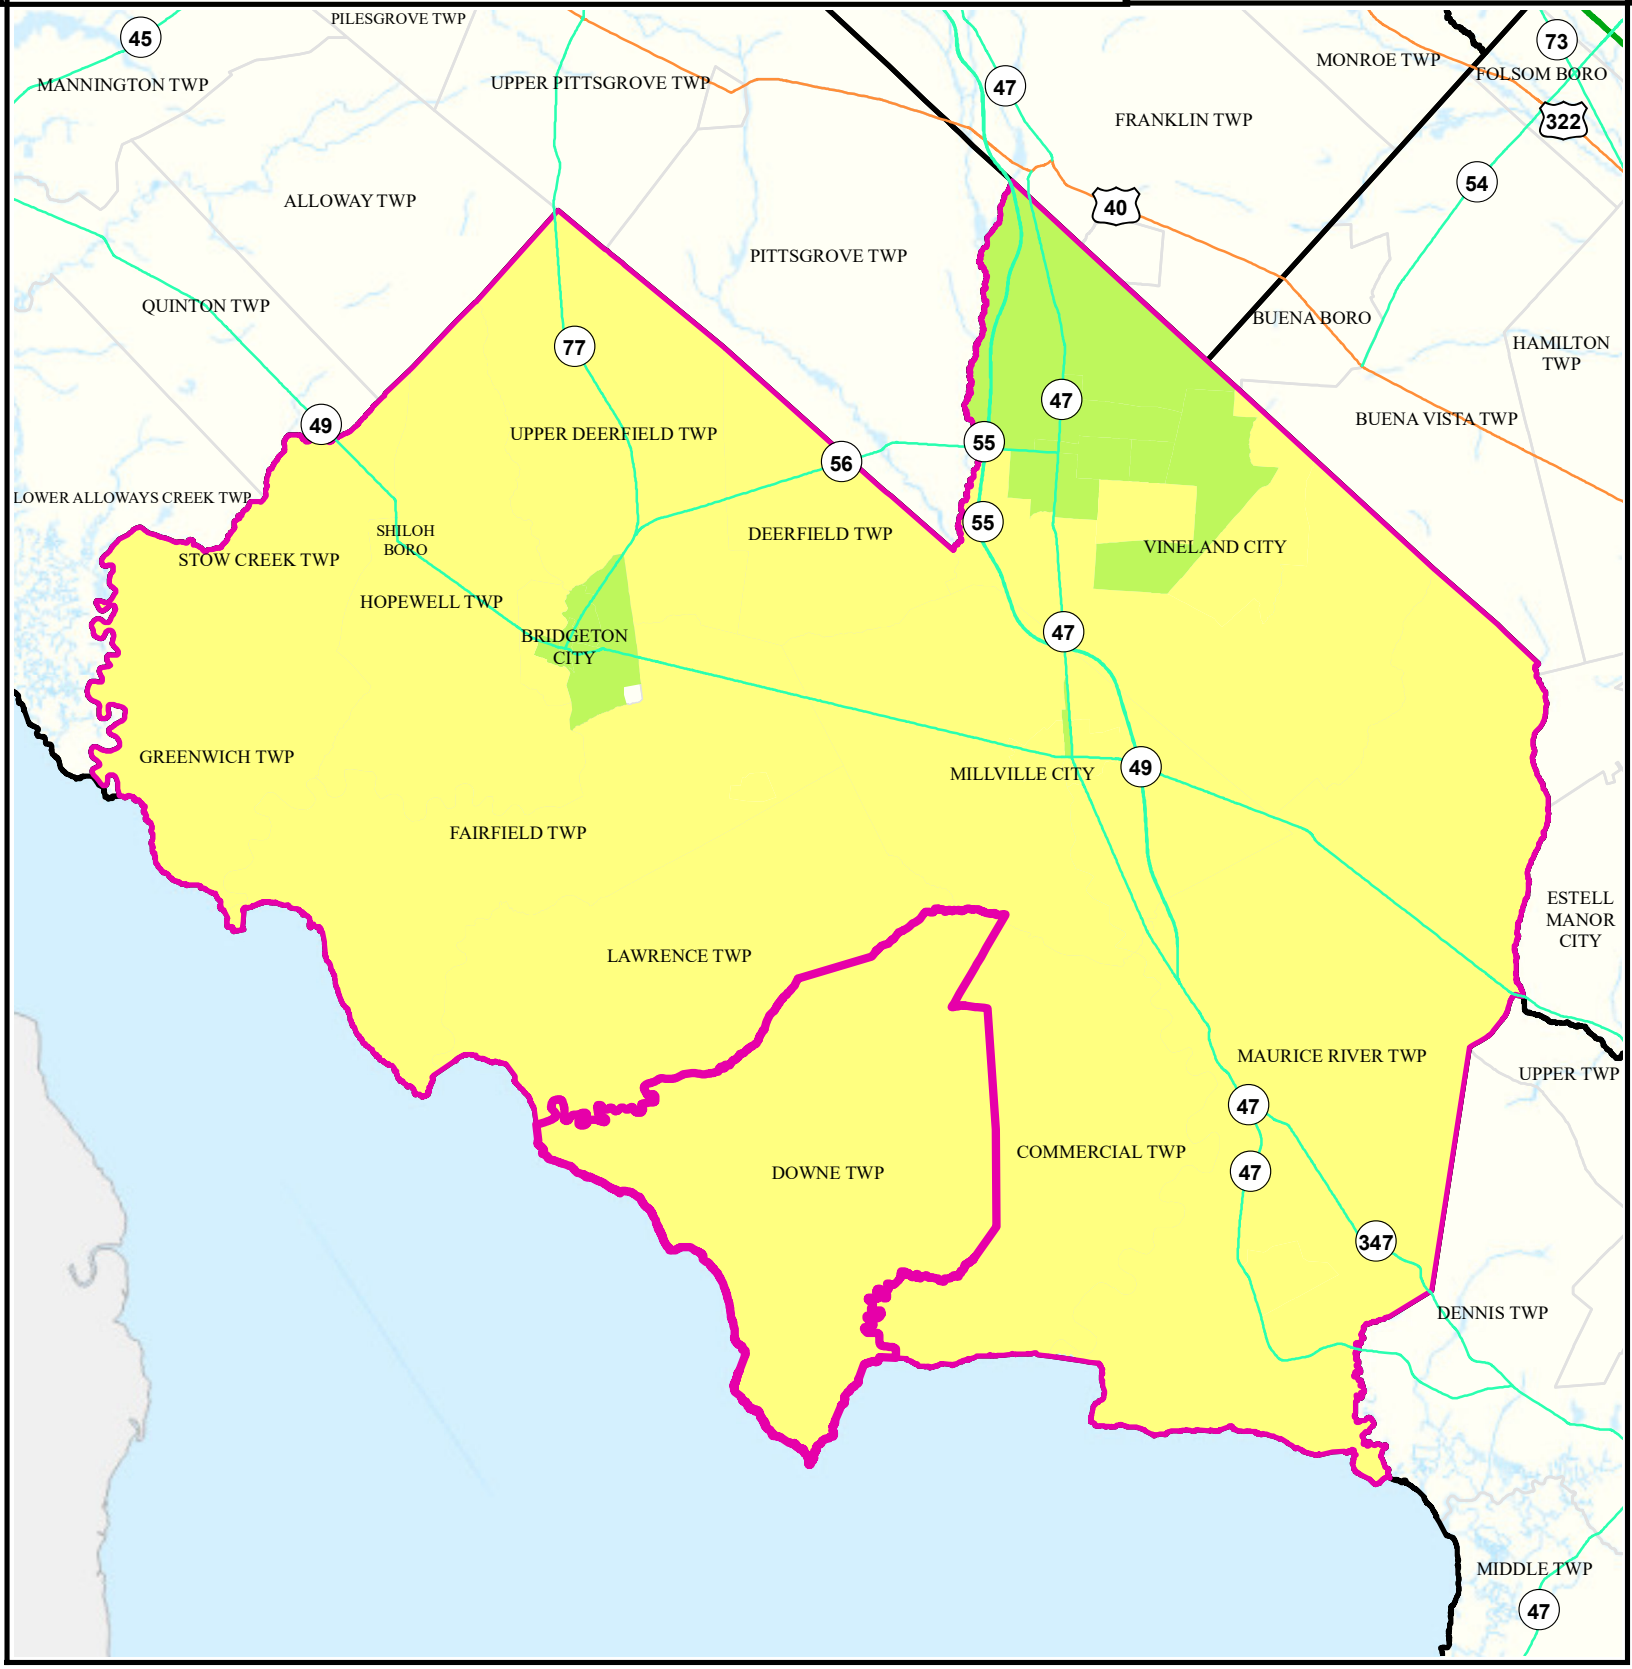 PILESGROVE TWP
45
73
MONROE TWP
FOLSOM BORO
MANNINGTON TWP
UPPER PITTSGROVE TWP
47
FRANKLIN TWP
322
54
ALLOWAY TWP
40
PITTSGROVE TWP
QUINTON TWP
BUENA BORO
77
HAMILTON
TWP
47
49
BUENA VISTA TWP
UPPER DEERFIELD TWP
55
56
LOWER ALLOWAYS CREEK TWP
55
SHILOH
BORO
DEERFIELD TWP
VINELAND CITY
STOW CREEK TWP
HOPEWELL TWP
47
BRIDGETON
CITY
GREENWICH TWP
MILLVILLE CITY
49
FAIRFIELD TWP
ESTELL
MANOR
CITY
LAWRENCE TWP
MAURICE RIVER TWP
UPPER TWP
47
COMMERCIAL TWP
47
DOWNE TWP
347
DENNIS TWP
MIDDLE TWP
47